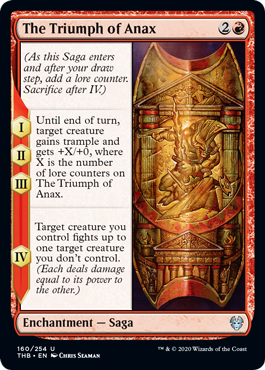 The Triumph of Anax 2
(As this Saga enters
and after your draw
step, add a lore counter.
Sacrifice after IV.)
I
II
III
Until end of turn,
target creature
gains trample and
gets +X/+0, where
X is the number
of lore counters on
The Triumph of
Anax.
IV
Target creature you
control fights up to
one target creature
you don't control.
(Each deals damage
equal to its power to
the other.)
Enchantment — Saga
160/254 U
THB • EN Chris Seaman
™ & © 2020 Wizards of the Coast